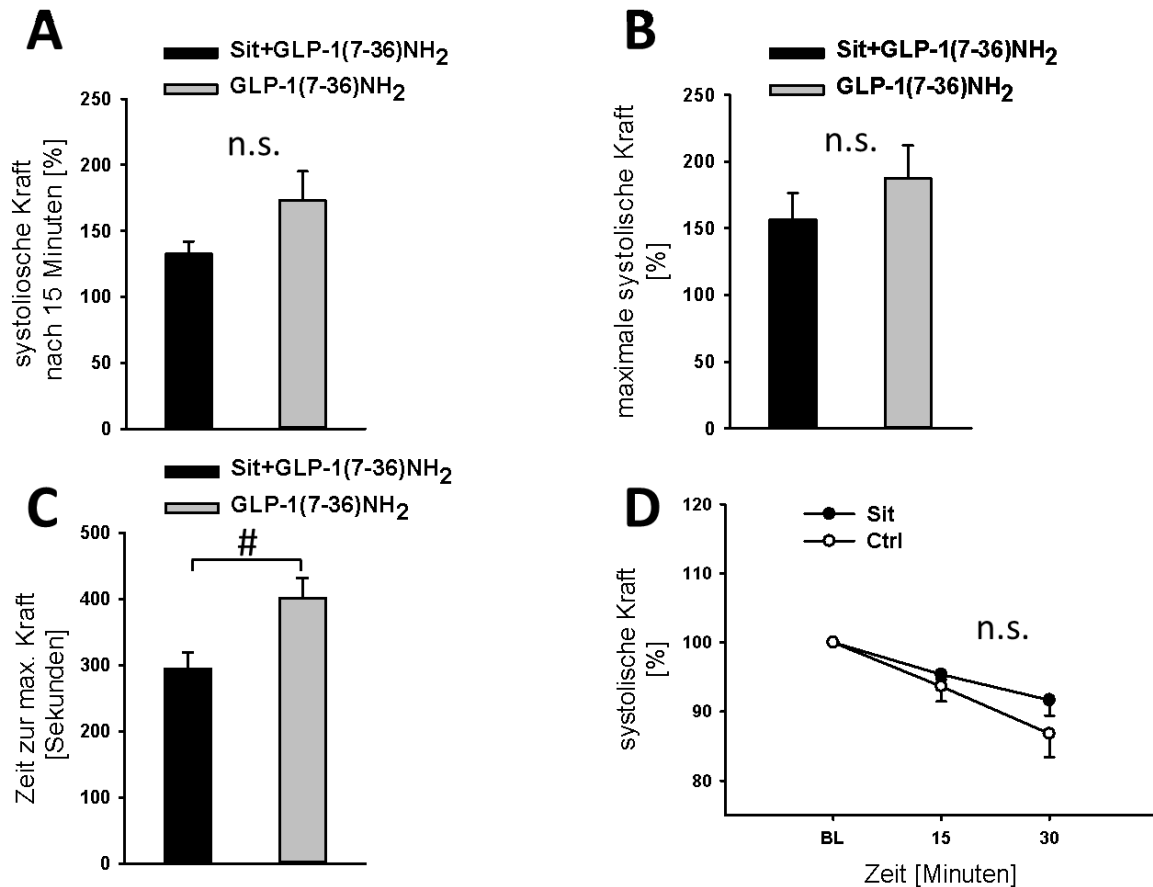 A
Sit+GLP-1(7-36)NH2
GLP-1(7-36)NH2
systoliosche Kraft
nach 15 Minuten [%]
250
200
150
100
50
0
n.s.
B
Sit+GLP-1(7-36)NH2
GLP-1(7-36)NH2
maximale systolische Kraft
[%]
250
200
150
100
50
0
n.s.
C
Sit+GLP-1(7-36)NH2
GLP-1(7-36)NH2
Zeit zur max. Kraft
[Sekunden]
500
400
300
200
100
0
#
D
Sit
Ctrl
systolische Kraft
[%]
120
110
100
90
80
n.s.
BL 15 30
Zeit [Minuten]